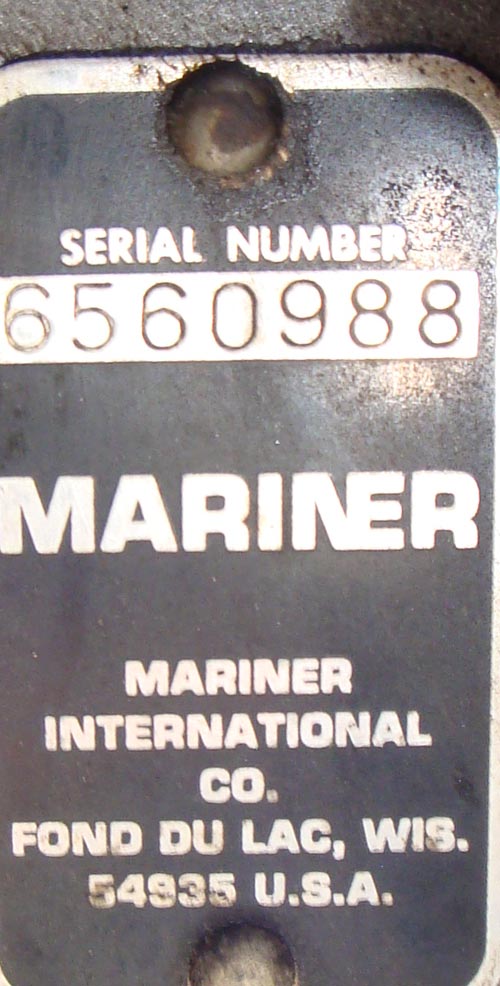 SERIAL NUMBER
6560988
MARINER
MARINER
INTERNATIONAL
CO.
FOND DU LAC, WIS.
54935 U.S.A.